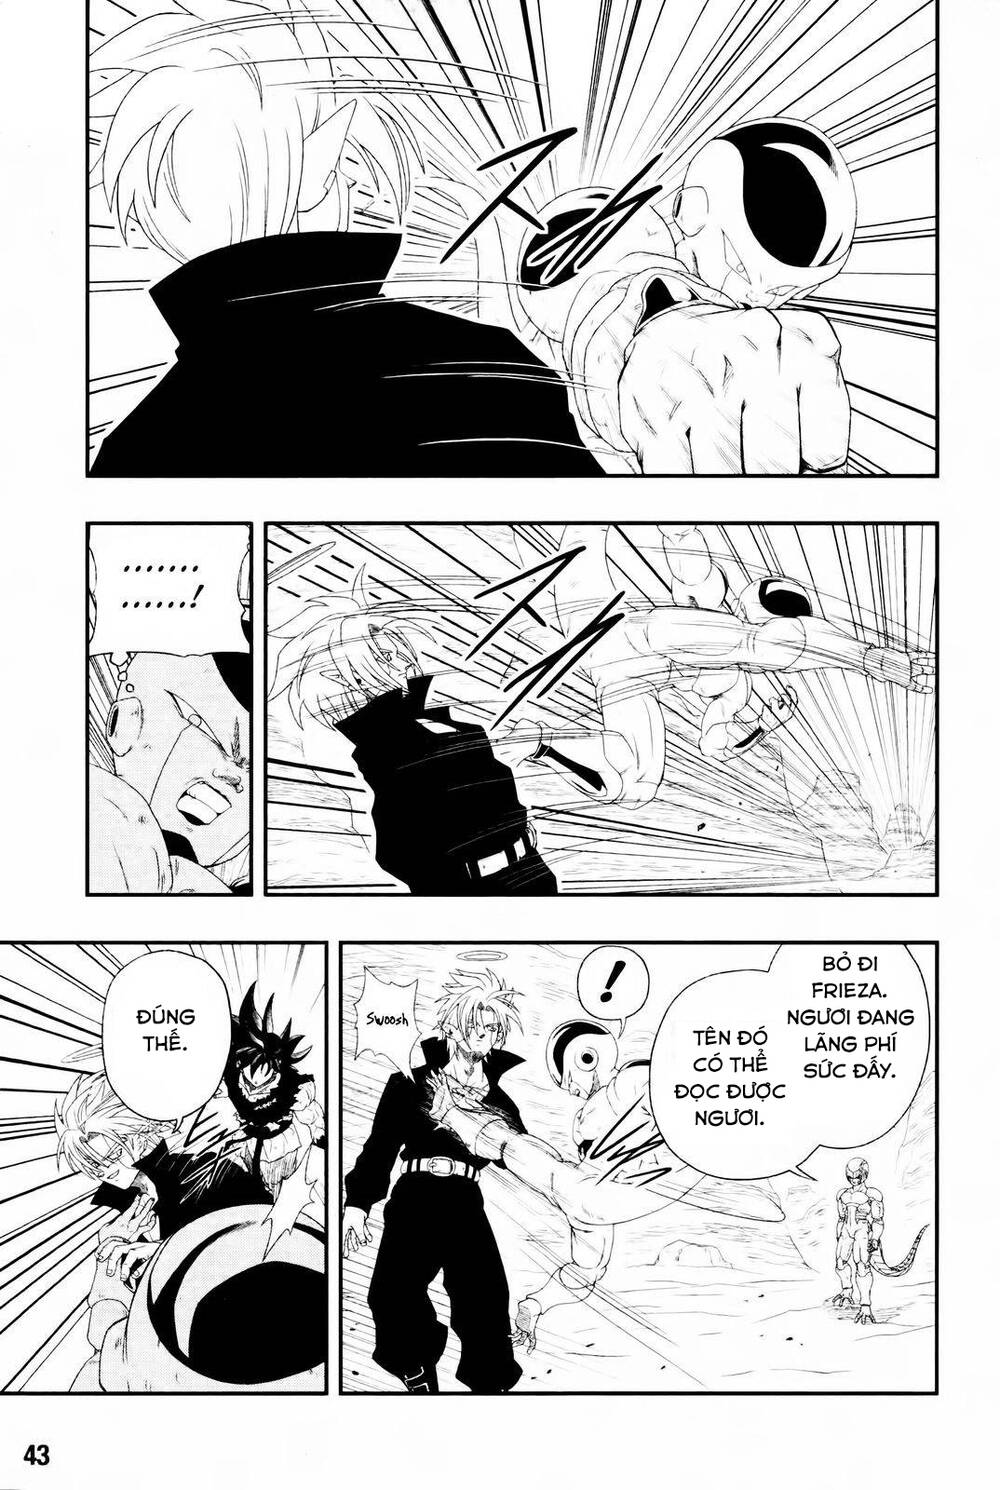 .......
......!
BỎ ĐI
FRIEZA.
NGƯƠI ĐANG
LÃNG PHÍ
SỨC ĐẤY.
TÊN ĐÓ
CÓ THỂ
ĐỌC ĐƯỢC
NGƯƠI.
!
Swoosh
ĐÚNG
THẾ.
43